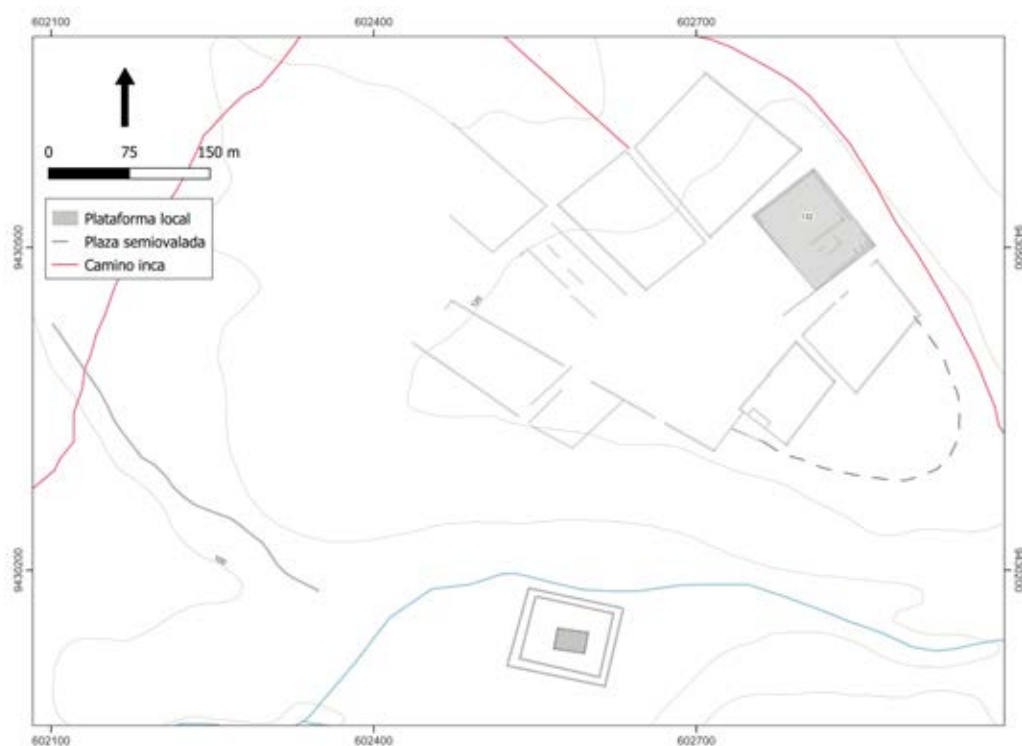 602100 602400 602700
0 75 150 m
Plataforma local
Plaza semiovalada
Camino inca
9430500 9430500
9430200 9430200
602100 602400 602700